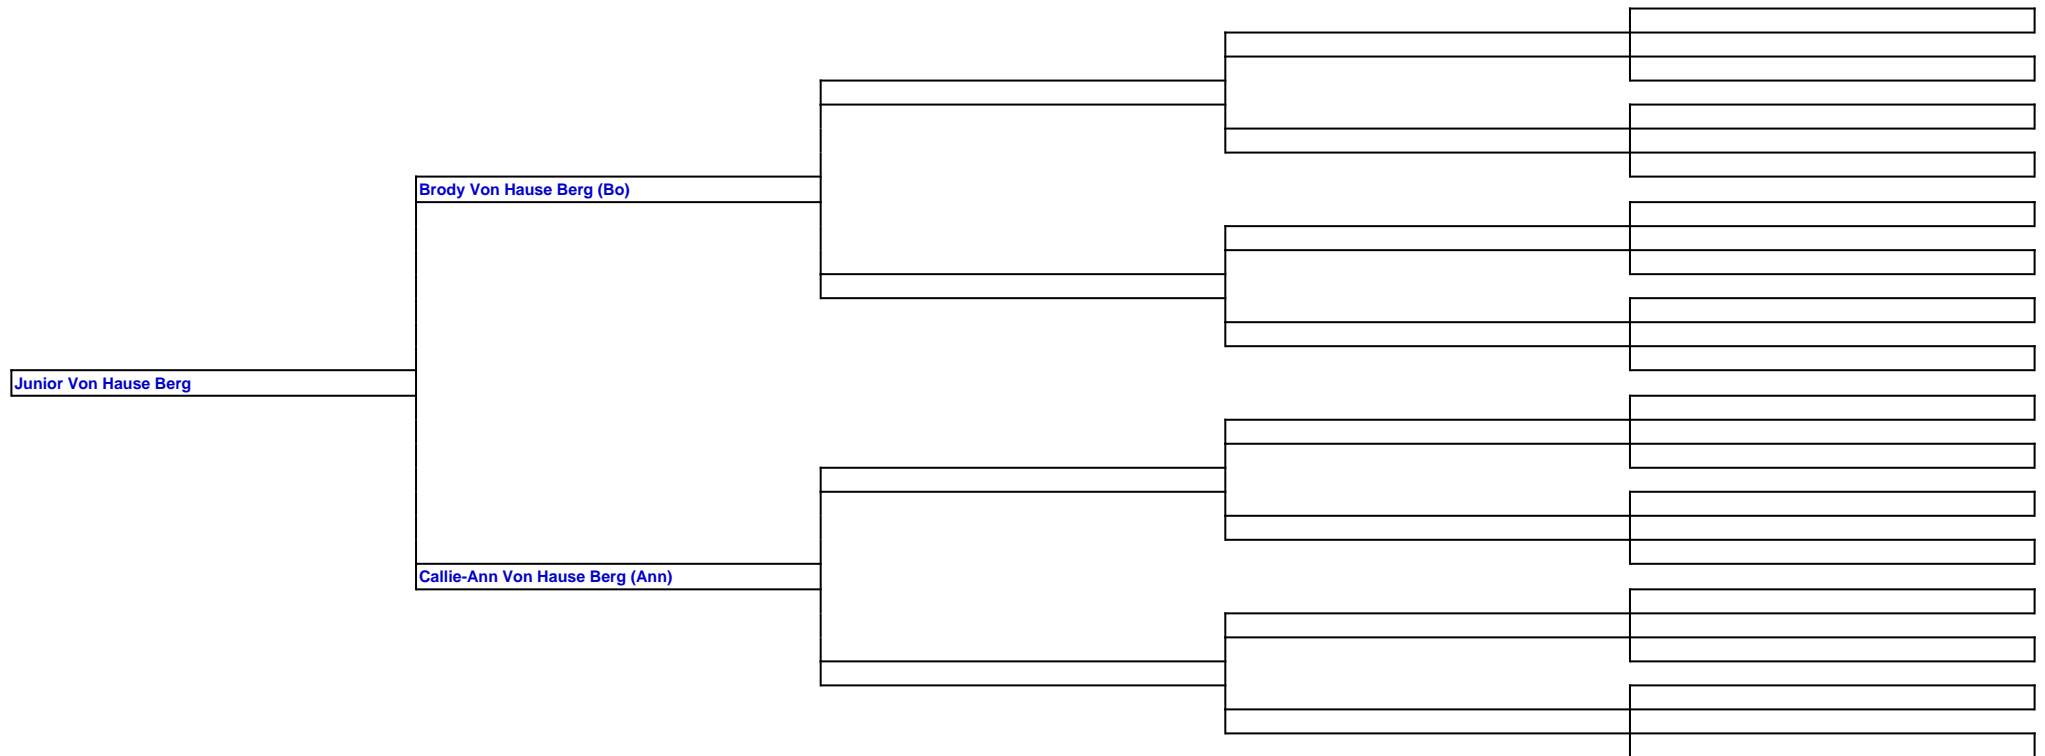 Brody Von Hause Berg (Bo)
Junior Von Hause Berg
Callie-Ann Von Hause Berg (Ann)